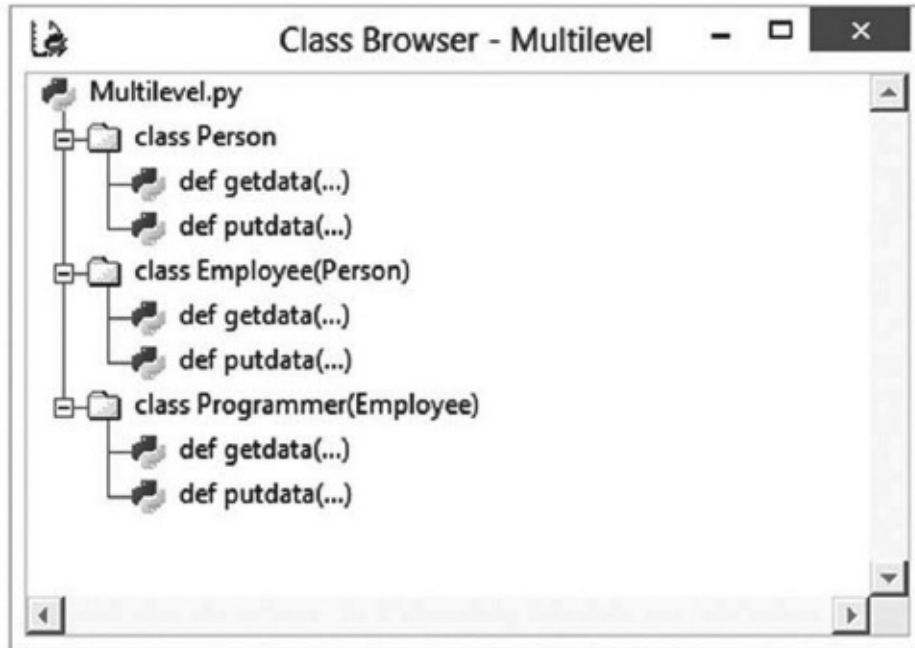 Class Browser - Multilevel
Multilevel.py
class Person
def getdata(...)
def putdata(...)
class Employee(Person)
def getdata(...)
def putdata(...)
class Programmer(Employee)
def getdata(...)
def putdata(...)